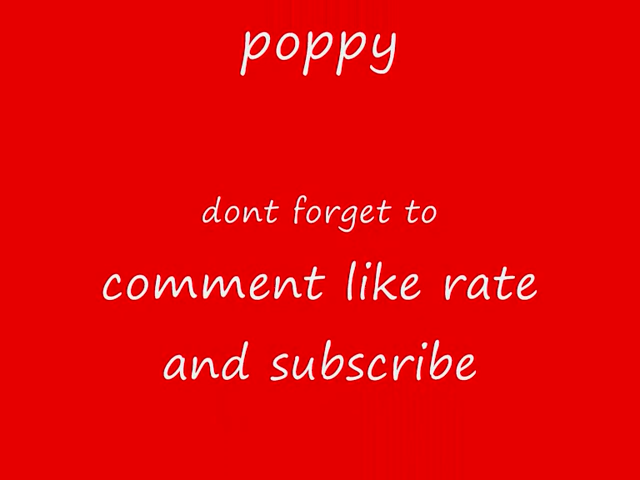 poppy
dont forget to
comment like rate
and subscribe